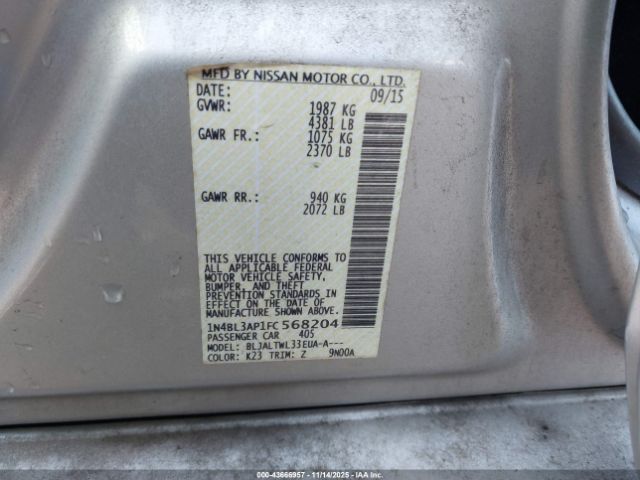 MFD BY NISSAN MOTOR CO., LTD.
DATE: 09/15
GVWR: 1987 KG
4381 LB
GAWR FR.: 1075 KG
2370 LB
GAWR RR.: 940 KG
2072 LB
THIS VEHICLE CONFORMS TO
ALL APPLICABLE FEDERAL
MOTOR VEHICLE SAFETY,
BUMPER, AND THEFT
PREVENTION STANDARDS IN
EFFECT ON THE DATE OF
MANUFACTURE SHOWN ABOVE.
1N4BL3AP1FC568204
PASSENGER CAR 405
MODEL: BLJALTWL33EUA-A---
COLOR: K23 TRIM: Z 9N00A
000-43666957 | 11/14/2025 | IAA Inc.